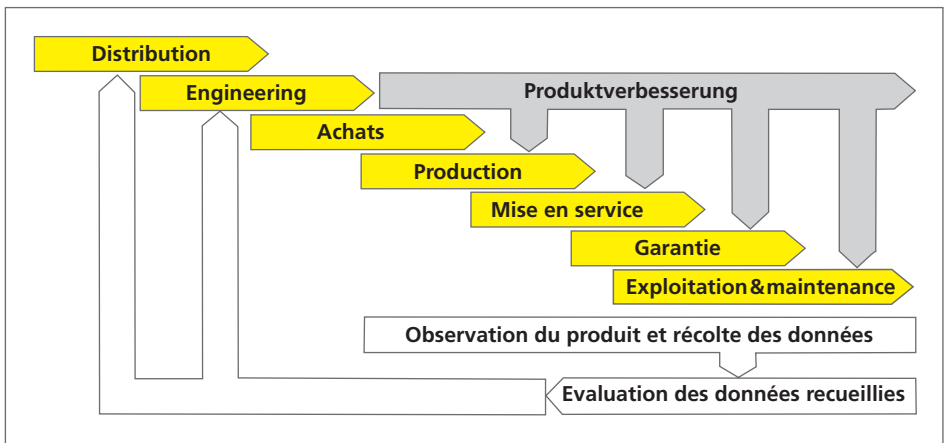 Distribution
Engineering
Produktverbesserung
Achats
Production
Mise en service
Garantie
Exploitation&maintenance
Observation du produit et récolte des données
Evaluation des données recueillies